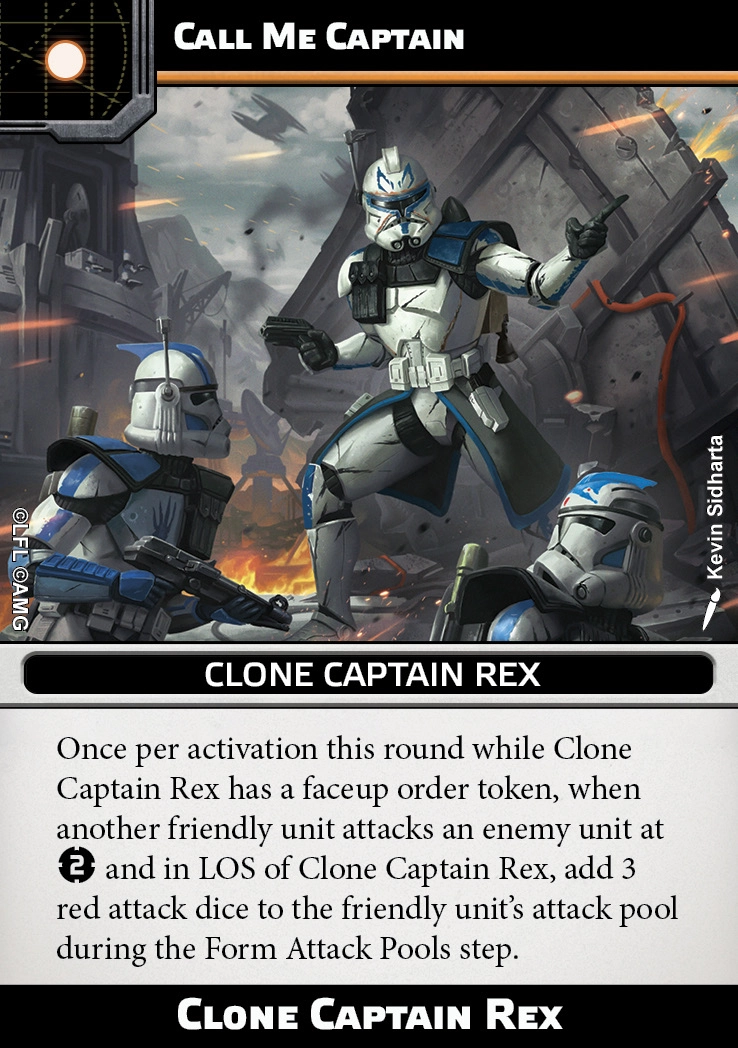 Call Me Captain
©LFL ©AMG
Kevin Sidharta
CLONE CAPTAIN REX
Once per activation this round while Clone
Captain Rex has a faceup order token, when
another friendly unit attacks an enemy unit at
2 and in LOS of Clone Captain Rex, add 3
red attack dice to the friendly unit’s attack pool
during the Form Attack Pools step.
Clone Captain Rex